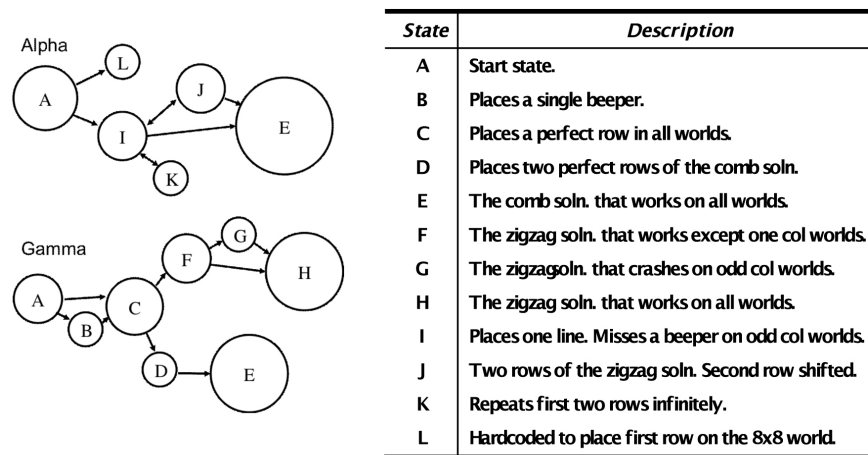 Alpha
L
A
J
I
E
K
Gamma
G
F
H
A
C
B
D
E
State Description
A Start state.
B Places a single beeper.
C Places a perfect row in all worlds.
D Places two perfect rows of the comb soln.
E The comb soln. that works on all worlds.
F The zigzag soln. that works except one col worlds.
G The zigzagsoln. that crashes on odd col worlds.
H The zigzag soln. that works on all worlds.
I Places one line. Misses a beeper on odd col worlds.
J Two rows of the zigzag soln. Second row shifted.
K Repeats first two rows infinitely.
L Hardcoded to place first row on the 8x8 world.